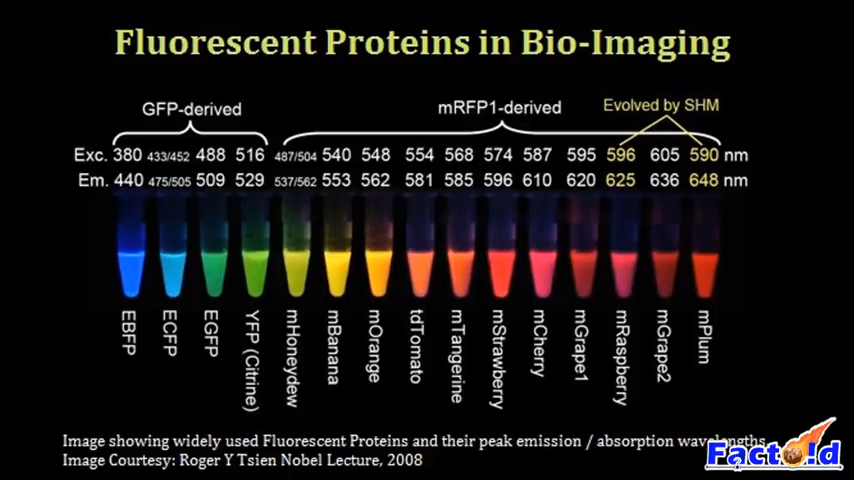 Fluorescent Proteins in Bio-Imaging
GFP-derived mRFP1-derived Evolved by SHM
Exc. 380 433/452 488 516 487/504 540 548 554 568 574 587 595 596 605 590 nm
Em. 440 475/505 509 529 537/562 553 562 581 585 596 610 620 625 636 648 nm
EBFP
ECFP
EGFP
YFP (Citrine)
mHoneydew
mBanana
mOrange
tdTomato
mTangerine
mStrawberry
mCherry
mGrape1
mRaspberry
mGrape2
mPlum
Image showing widely used Fluorescent Proteins and their peak emission / absorption wavelengths.
Image Courtesy: Roger Y Tsien Nobel Lecture, 2008
Facto!d